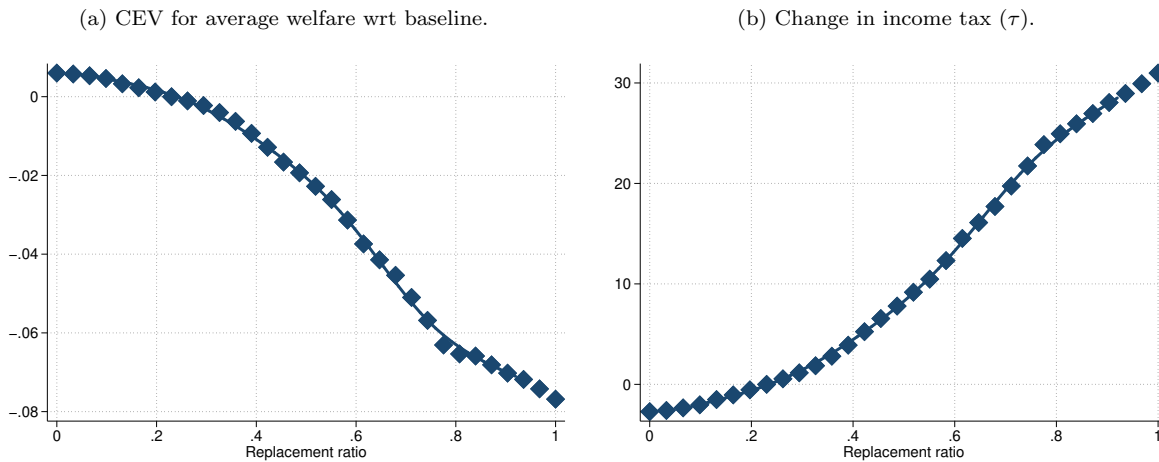 (a) CEV for average welfare wrt baseline.
0
−.02
−.04
−.06
−.08
0 .2 .4 .6 .8 1
Replacement ratio
(b) Change in income tax (τ).
30
20
10
0
0 .2 .4 .6 .8 1
Replacement ratio